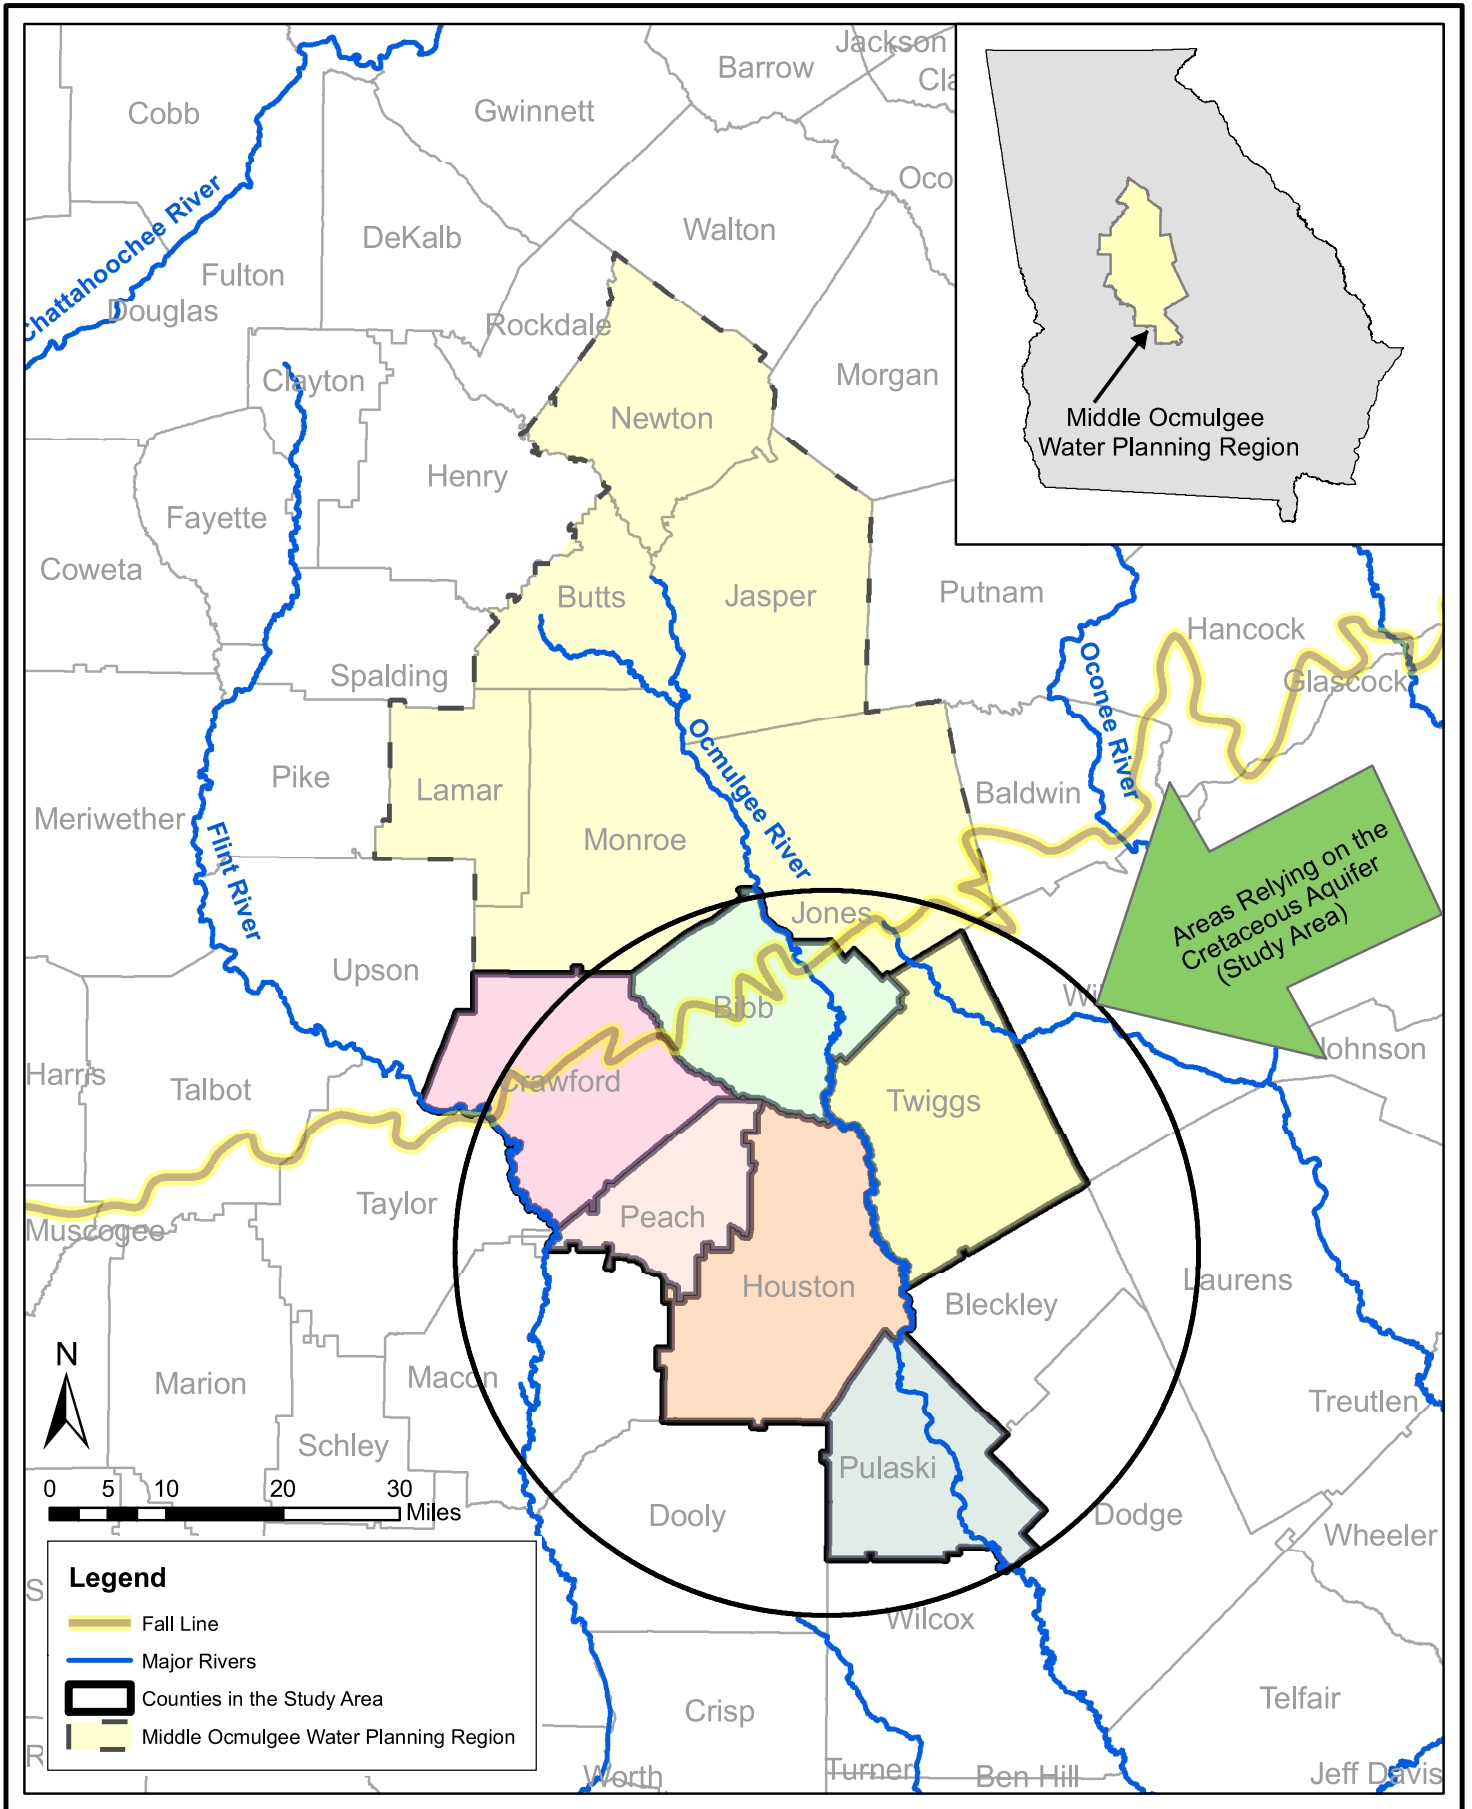 Jackson
Barrow
Cla
Cobb
Gwinnett
Oco
Walton
DeKalb
Chattahoochee River
Fulton
Douglas
Rockdale
Clayton
Morgan
Newton
Henry
Fayette
Coweta
Butts
Jasper
Putnam
Hancock
Glascock
Spalding
Oconee River
Pike
Lamar
Ocmulgee River
Baldwin
Meriwether
Monroe
Flint River
Jones
Upson
Bibb
Wil
Johnson
Harris
Talbot
Crawford
Twiggs
Taylor
Peach
Muscogee
Houston
Laurens
Bleckley
Macon
Marion
Treutlen
Schley
Pulaski
Dooly
Dodge
Wheeler
Wilcox
Crisp
Telfair
Worth
Turner
Ben Hill
Jeff Davis
S
R
Middle Ocmulgee
Water Planning Region
Areas Relying on the
Cretaceous Aquifer
(Study Area)
N
0 5 10 20 30
Miles
Legend
Fall Line
Major Rivers
Counties in the Study Area
Middle Ocmulgee Water Planning Region